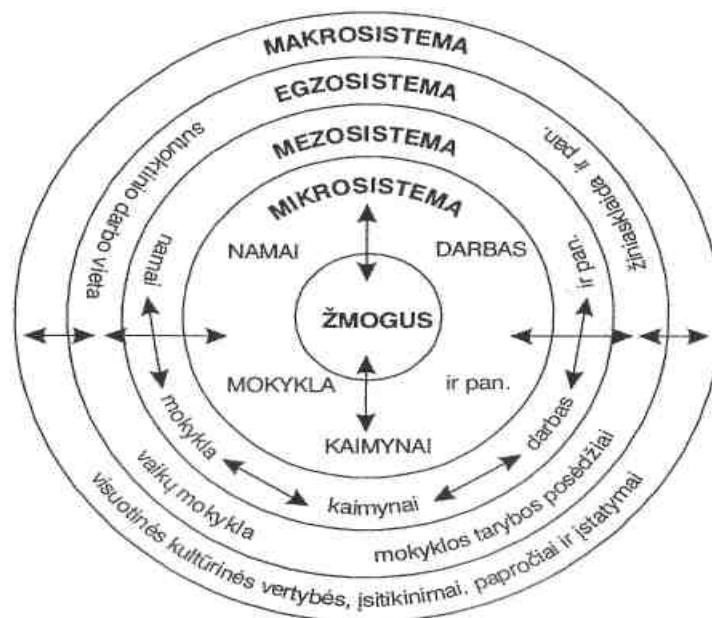 MAKROSISTEMA
EGZOSISTEMA
MEZOSISTEMA
MIKROSISTEMA
sutuoktinio darbo vieta
žiniasklaida ir pan.
namai
ir pan.
NAMAI
DARBAS
ŽMOGUS
MOKYKLA
ir pan.
KAIMYNAI
mokykla
darbas
kaimynai
vaikų mokykla
mokyklos tarybos posėdžiai
visuotinės kultūrinės vertybės, įsitikinimai, papročiai ir įstatymai